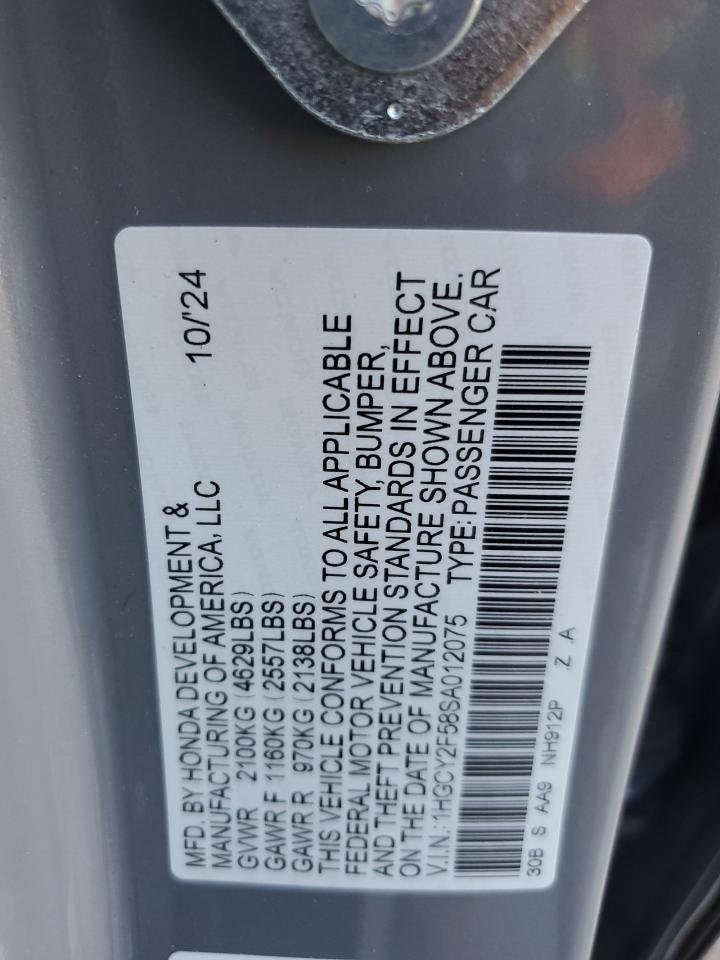 MFD. BY HONDA DEVELOPMENT &
MANUFACTURING OF AMERICA, LLC 10/'24
GVWR 2100KG (4629LBS)
GAWR F 1160KG (2557LBS)
GAWR R 970KG (2138LBS)
THIS VEHICLE CONFORMS TO ALL APPLICABLE
FEDERAL MOTOR VEHICLE SAFETY, BUMPER,
AND THEFT PREVENTION STANDARDS IN EFFECT
ON THE DATE OF MANUFACTURE SHOWN ABOVE.
V.I.N.: 1HGCY2F58SA012075 TYPE: PASSENGER CAR
30B S AA9 NH912P Z A